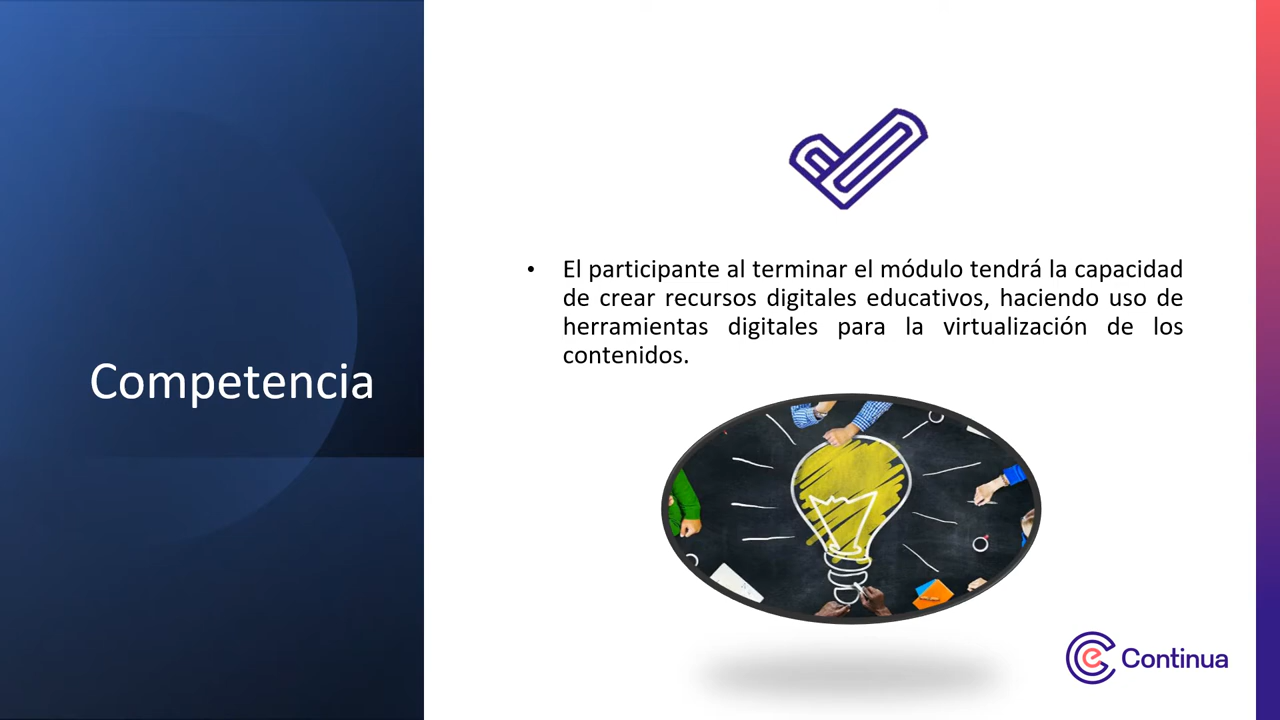 Competencia
• El participante al terminar el módulo tendrá la capacidad
de crear recursos digitales educativos, haciendo uso de
herramientas digitales para la virtualización de los
contenidos.
Continua